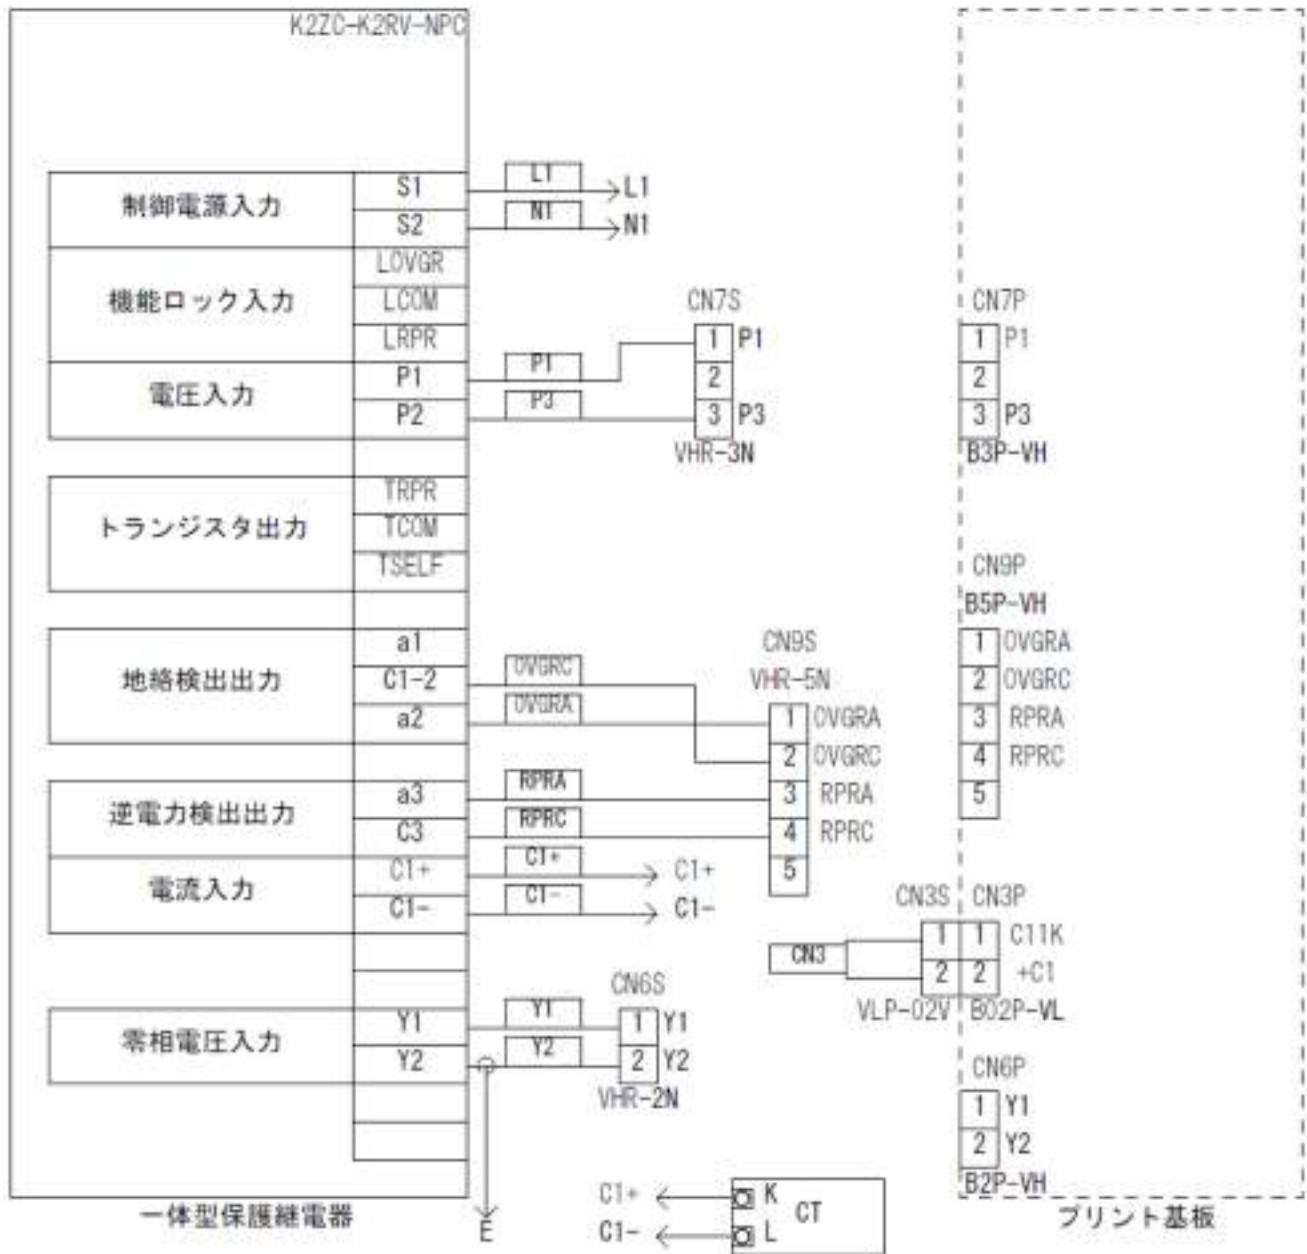 K2ZC-K2RV-NPC
制御電源入力
S1
L1
L1
S2
N1
N1
機能ロック入力
LOVGR
LCOM
LRPR
電圧入力
P1
P1
P2
P3
CN7S
1 P1
2
3 P3
VHR-3N
CN7P
1 P1
2
3 P3
B3P-VH
トランジスタ出力
TRPR
TCOM
TSELF
地絡検出出力
a1
C1-2
OVGRC
a2
OVGRA
逆電力検出出力
a3
RPRA
C3
RPRC
電流入力
C1+
C1+
C1+
C1-
C1-
C1-
CN9S
VHR-5N
1 OVGRA
2 OVGRC
3 RPRA
4 RPRC
5
CN9P
B5P-VH
1 OVGRA
2 OVGRC
3 RPRA
4 RPRC
5
CN3
CN3S CN3P
1 1 C11K
2 2 +C1
VLP-02V B02P-VL
零相電圧入力
Y1
Y1
Y2
Y2
CN6S
1 Y1
2 Y2
VHR-2N
E
CN6P
1 Y1
2 Y2
B2P-VH
C1+ K
C1- L
CT
一体型保護継電器
プリント基板